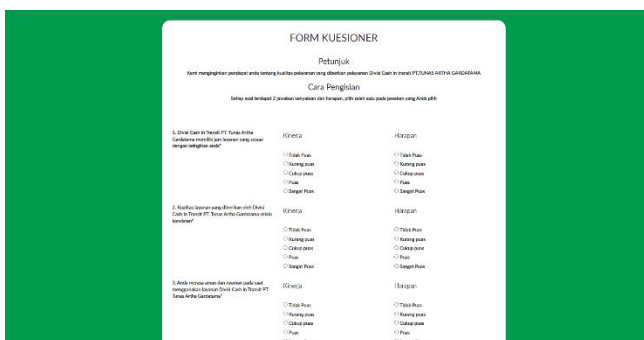 FORM KUESIONER
Petunjuk
Kami menginginkan pendapat anda tentang kualitas pelayanan yang diberikan pelayanan Divisi Cash in transit PT.TUNAS ARTHA GARDATAMA
Cara Pengisian
Setiap soal terdapat 2 jawaban kenyataan dan harapan, pilih salah satu pada jawaban yang Anda pilih
1. Divisi Cash in Transit PT. Tunas Artha
Gardatama memiliki jam layanan yang sesuai
dengan keinginan anda"
Kinerja
Harapan
Tidak Puas
Tidak Puas
Kurang puas
Kurang puas
Cukup puas
Cukup puas
Puas
Puas
Sangat Puas
Sangat Puas
2. Kualitas layanan yang diberikan oleh Divisi
Cash in Transit PT. Tunas Artha Gardatama selalu
konsisten"
Kinerja
Harapan
Tidak Puas
Tidak Puas
Kurang puas
Kurang puas
Cukup puas
Cukup puas
Puas
Puas
Sangat Puas
Sangat Puas
3. Anda merasa aman dan nyaman pada saat
menggunakan layanan Divisi Cash in Transit PT.
Tunas Artha Gardatama"
Kinerja
Harapan
Tidak Puas
Tidak Puas
Kurang puas
Kurang puas
Cukup puas
Cukup puas
Puas
Puas